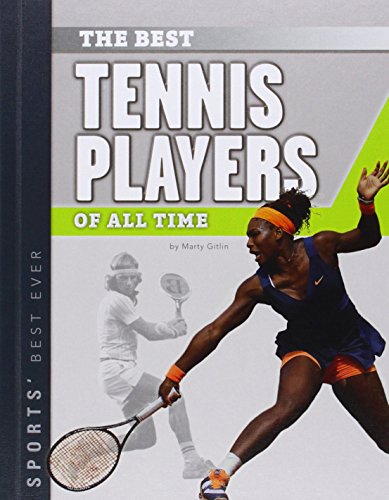 THE BEST
TENNIS
PLAYERS
OF ALL TIME
by Marty Gitlin
SPORTS' BEST EVER